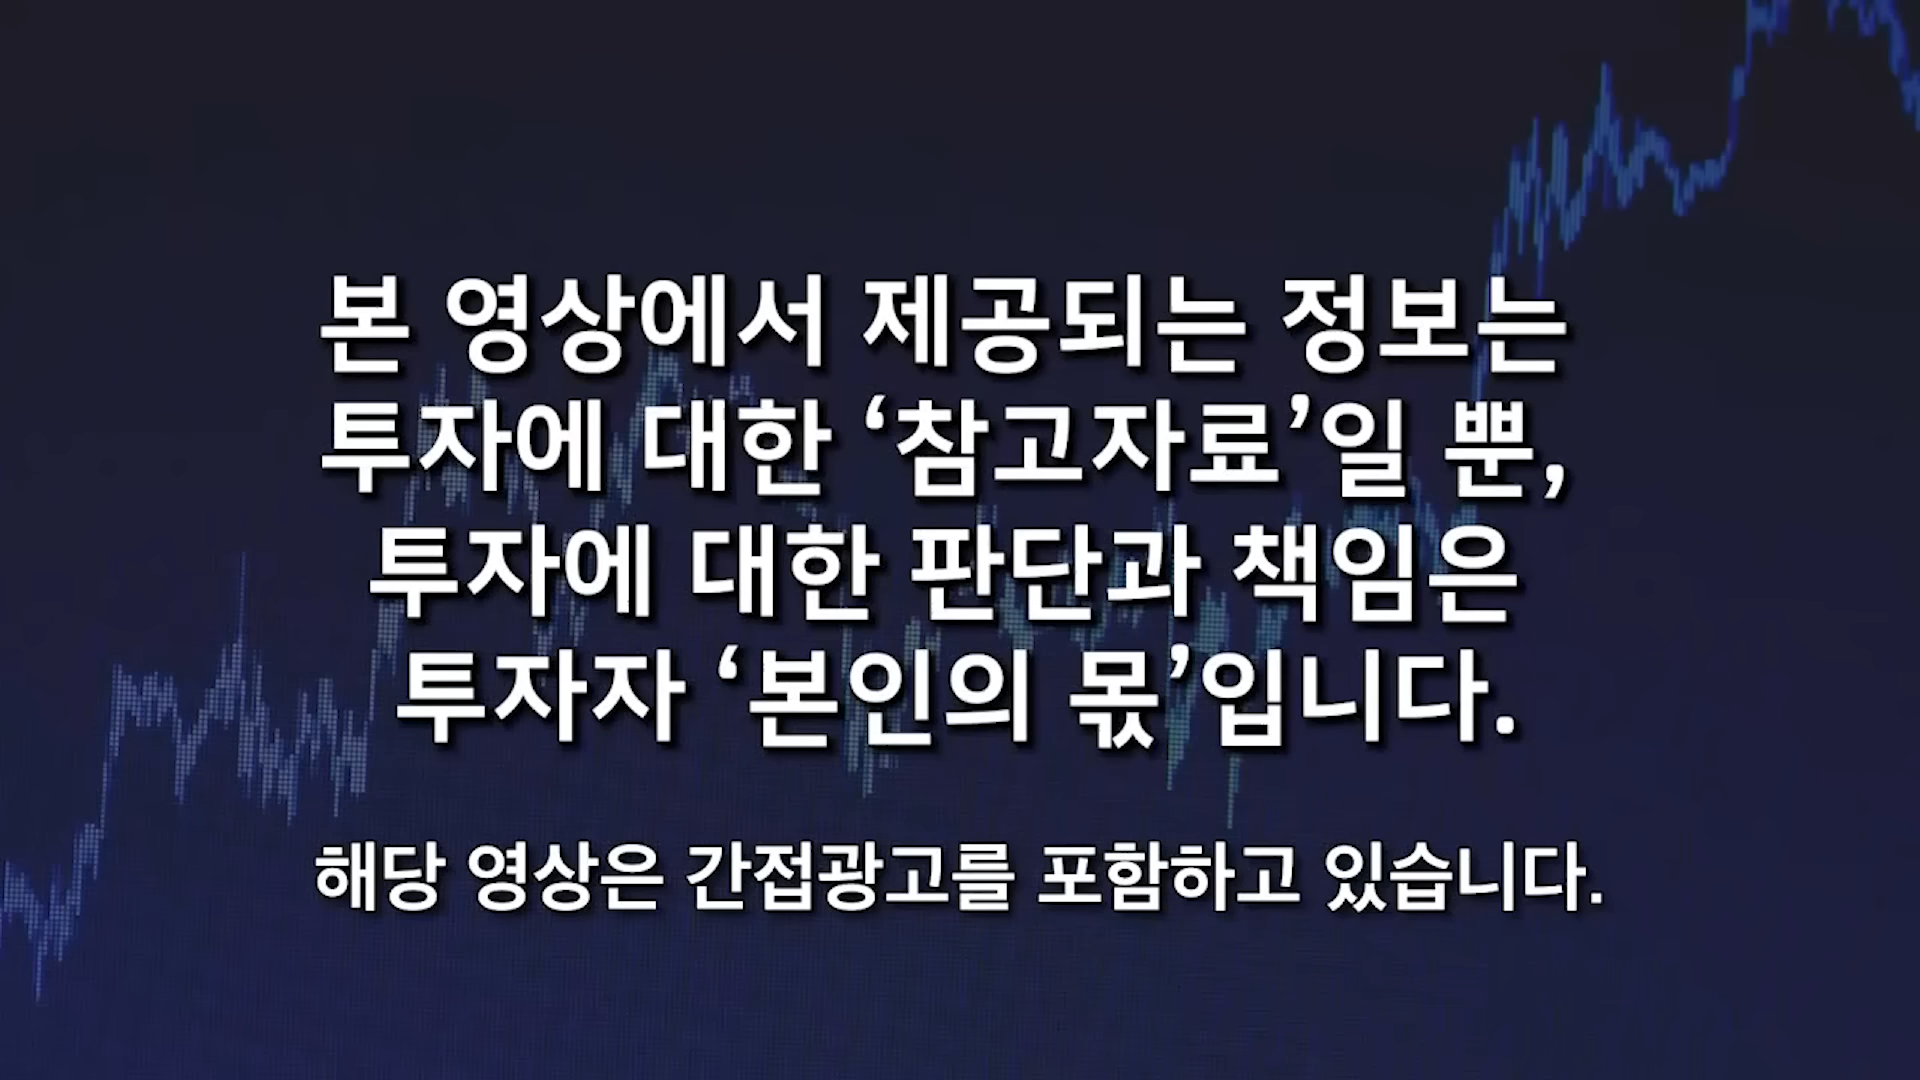 본 영상에서 제공되는 정보는
투자에 대한 ‘참고자료’일 뿐,
투자에 대한 판단과 책임은
투자자 ‘본인의 몫’입니다.
해당 영상은 간접광고를 포함하고 있습니다.